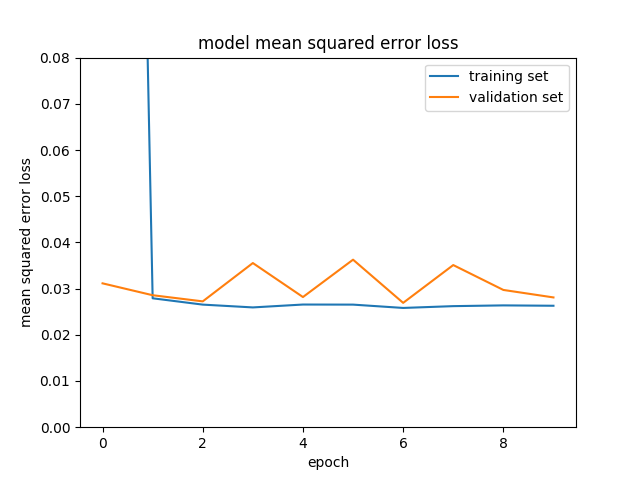 model mean squared error loss
training set
validation set
0.08
0.07
0.06
0.05
0.04
0.03
0.02
0.01
0.00
mean squared error loss
0 2 4 6 8
epoch